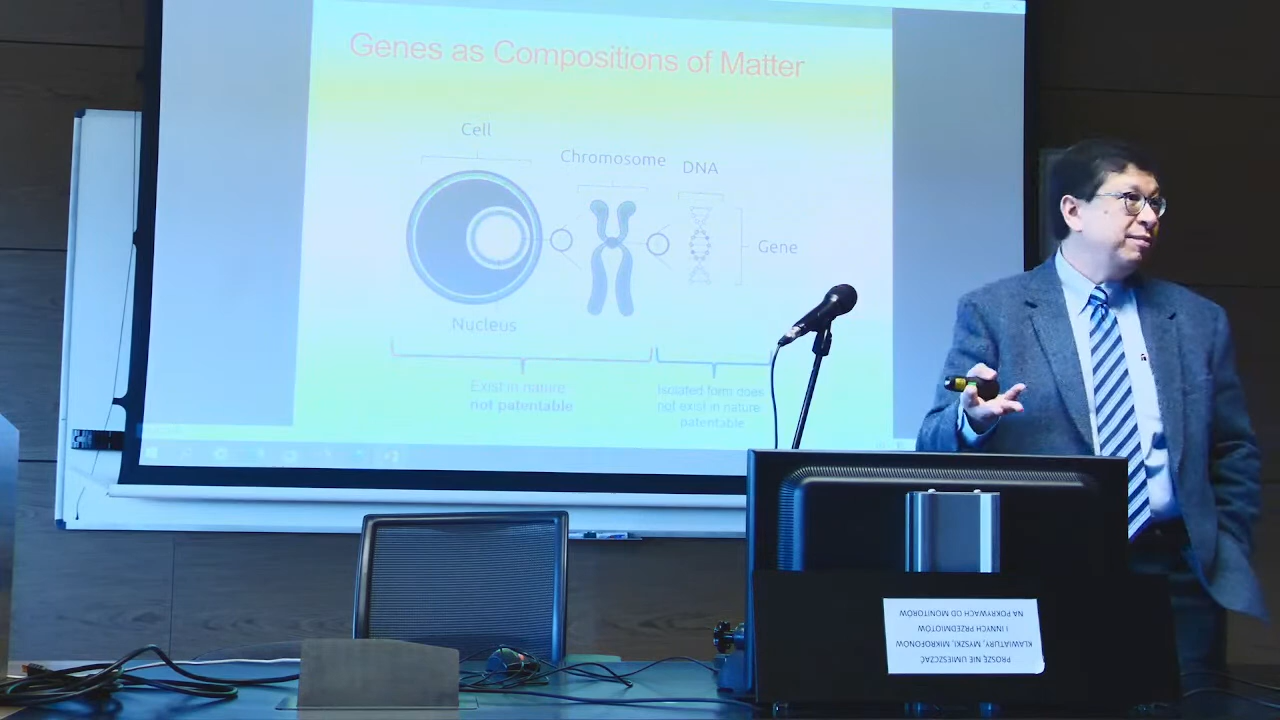 Genes as Compositions of Matter
Cell
Chromosome
DNA
Gene
Nucleus
Exist in nature
not patentable
Isolated form does
not exist in nature
patentable
PROSZĘ NIE UMIESZCZAĆ
KLAWIATURY, MYSZKI, MIKROFONÓW
I INNYCH PRZEDMIOTÓW
NA POKRYWACH OD MONITORÓW